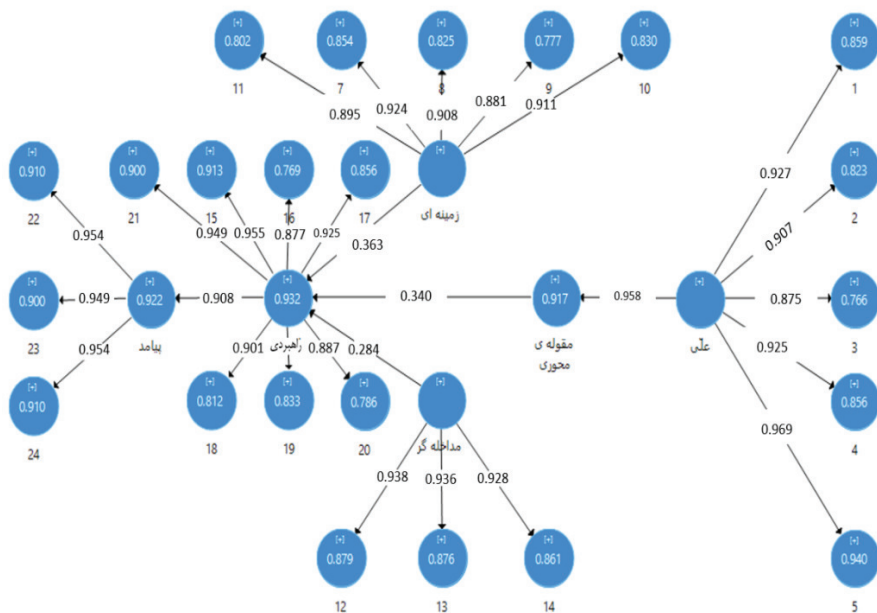 [+] [+] [+] [+] [+] [+]
0.802 0.854 0.825 0.777 0.830 0.859
11 7 8 9 10 1
0.895 0.924 0.908 0.881 0.911
0.927
[+] [+] [+] [+] [+] [+] [+]
0.910 0.900 0.913 0.769 0.856 0.823
22 21 15 16 17 2
زمینه ای
0.954 0.949 0.955 0.877 0.925 0.363 0.907
[+] [+] [+] [+] [+] [+]
0.900 0.949 0.922 0.908 0.932 0.340 0.917 0.958 0.875 0.766
23 پیامد راهبردی مقوله ی علّی 3
محوری
0.954 0.901 0.887 0.284 0.925
[+] [+] [+] [+] [+] [+]
0.910 0.812 0.833 0.786 0.856
24 18 19 20 مداخله گر 4
0.969
0.938 0.936 0.928
[+] [+] [+] [+]
0.879 0.876 0.861 0.940
12 13 14 5